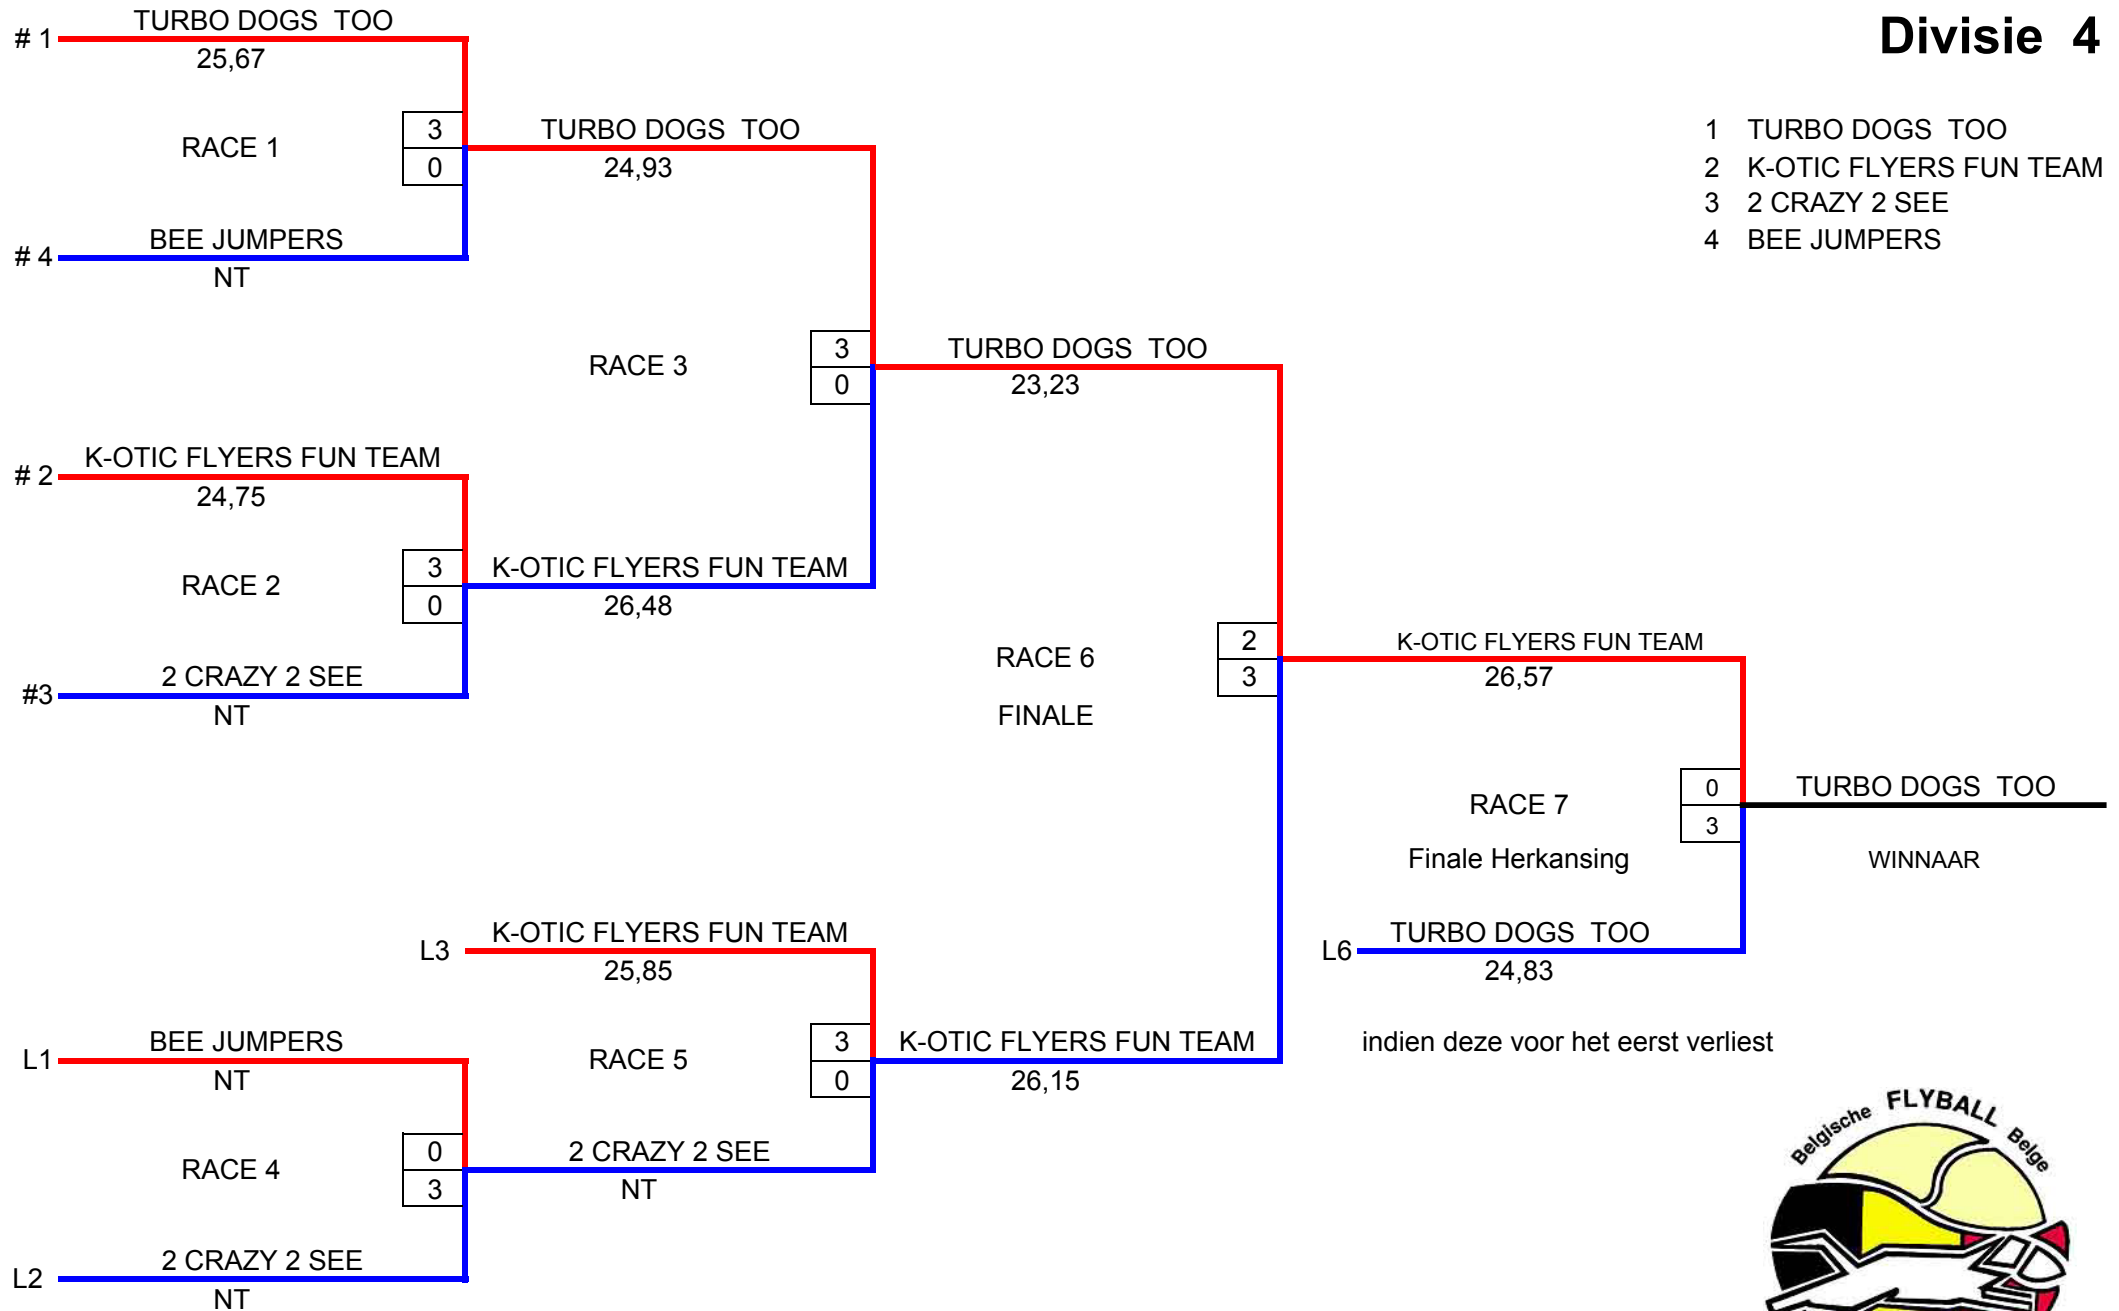 Divisie 4
1 TURBO DOGS TOO
2 K-OTIC FLYERS FUN TEAM
3 2 CRAZY 2 SEE
4 BEE JUMPERS
# 1
TURBO DOGS TOO
25,67
RACE 1
3
0
# 4
BEE JUMPERS
NT
TURBO DOGS TOO
24,93
# 2
K-OTIC FLYERS FUN TEAM
24,75
RACE 2
3
0
#3
2 CRAZY 2 SEE
NT
K-OTIC FLYERS FUN TEAM
26,48
RACE 3
3
0
TURBO DOGS TOO
23,23
L1
BEE JUMPERS
NT
RACE 4
0
3
L2
2 CRAZY 2 SEE
NT
L3
K-OTIC FLYERS FUN TEAM
25,85
RACE 5
3
0
2 CRAZY 2 SEE
NT
K-OTIC FLYERS FUN TEAM
26,15
RACE 6
FINALE
2
3
K-OTIC FLYERS FUN TEAM
26,57
RACE 7
Finale Herkansing
0
3
L6
TURBO DOGS TOO
24,83
indien deze voor het eerst verliest
TURBO DOGS TOO
WINNAAR
Belgische FLYBALL Belge